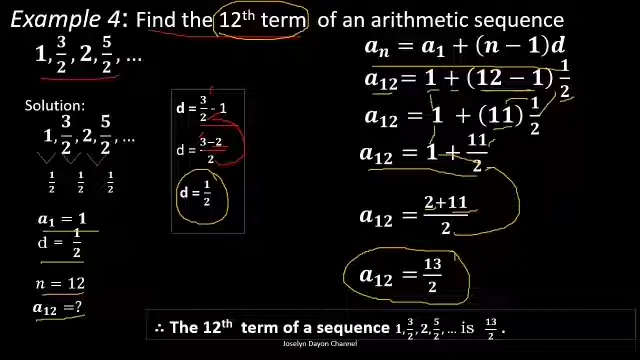 Example 4: Find the 12th term of an arithmetic sequence
1, 3/2, 2, 5/2, ...
Solution:
1, 3/2, 2, 5/2, ...
1/2 1/2 1/2
a₁ = 1
d = 1/2
n = 12
a₁₂ =?
d = 3/2 - 1
d = 3−2/2
d = 1/2
aₙ = a₁ + (n − 1)d
a₁₂ = 1 + (12 − 1) 1/2
a₁₂ = 1 + (11) 1/2
a₁₂ = 1 + 11/2
a₁₂ = 2+11/2
a₁₂ = 13/2
∴ The 12th term of a sequence 1, 3/2, 2, 5/2, ... is 13/2 .
Joselyn Dayon Channel